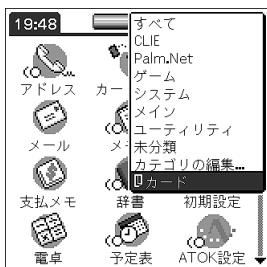 19:48
すべて
CLIE
Palm.Net
ゲーム
システム
メイン
ユーティリティ
未分類
カテゴリの編集...
カード
アドレス
カー
メール
メ
支払メモ
辞書
初期設定
電卓
予定表
ATOK設定